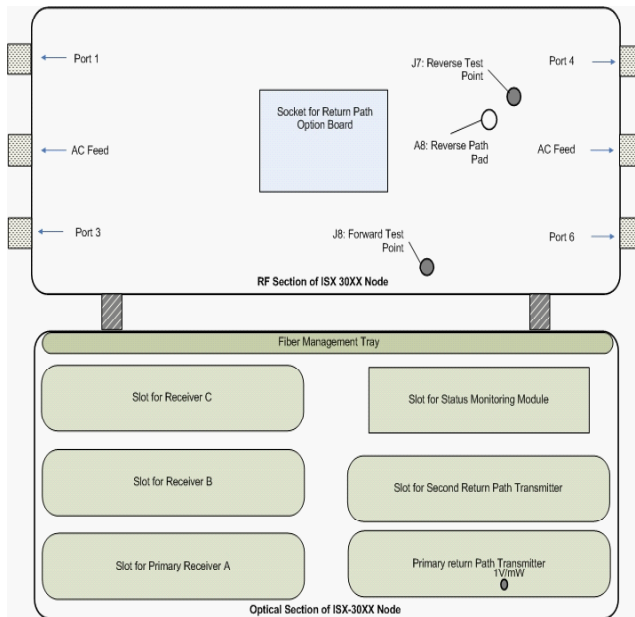 Port 1
Port 4
J7: Reverse Test
Point
Socket for Return Path
Option Board
A8: Reverse Path
Pad
AC Feed
AC Feed
Port 3
J8: Forward Test
Point
Port 6
RF Section of ISX 30XX Node
Fiber Management Tray
Slot for Receiver C
Slot for Status Monitoring Module
Slot for Receiver B
Slot for Second Return Path Transmitter
Slot for Primary Receiver A
Primary return Path Transmitter
1V/mW
Optical Section of ISX-30XX Node